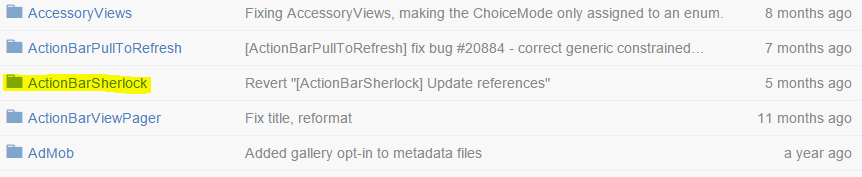 AccessoryViews Fixing AccessoryViews, making the ChoiceMode only assigned to an enum. 8 months ago
ActionBarPullToRefresh [ActionBarPullToRefresh] fix bug #20884 - correct generic constrained… 7 months ago
ActionBarSherlock Revert "[ActionBarSherlock] Update references" 5 months ago
ActionBarViewPager Fix title, reformat 11 months ago
AdMob Added gallery opt-in to metadata files a year ago